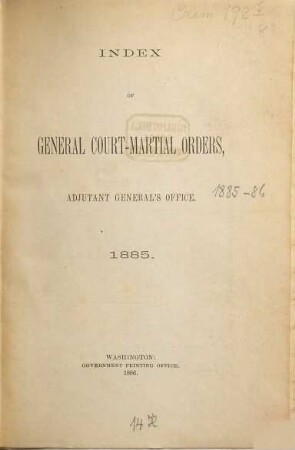 INDEX
OF
GENERAL COURT-MARTIAL ORDERS,
ADJUTANT GENERAL'S OFFICE.
1885-86
1885.
WASHINGTON:
GOVERNMENT PRINTING OFFICE.
1886.